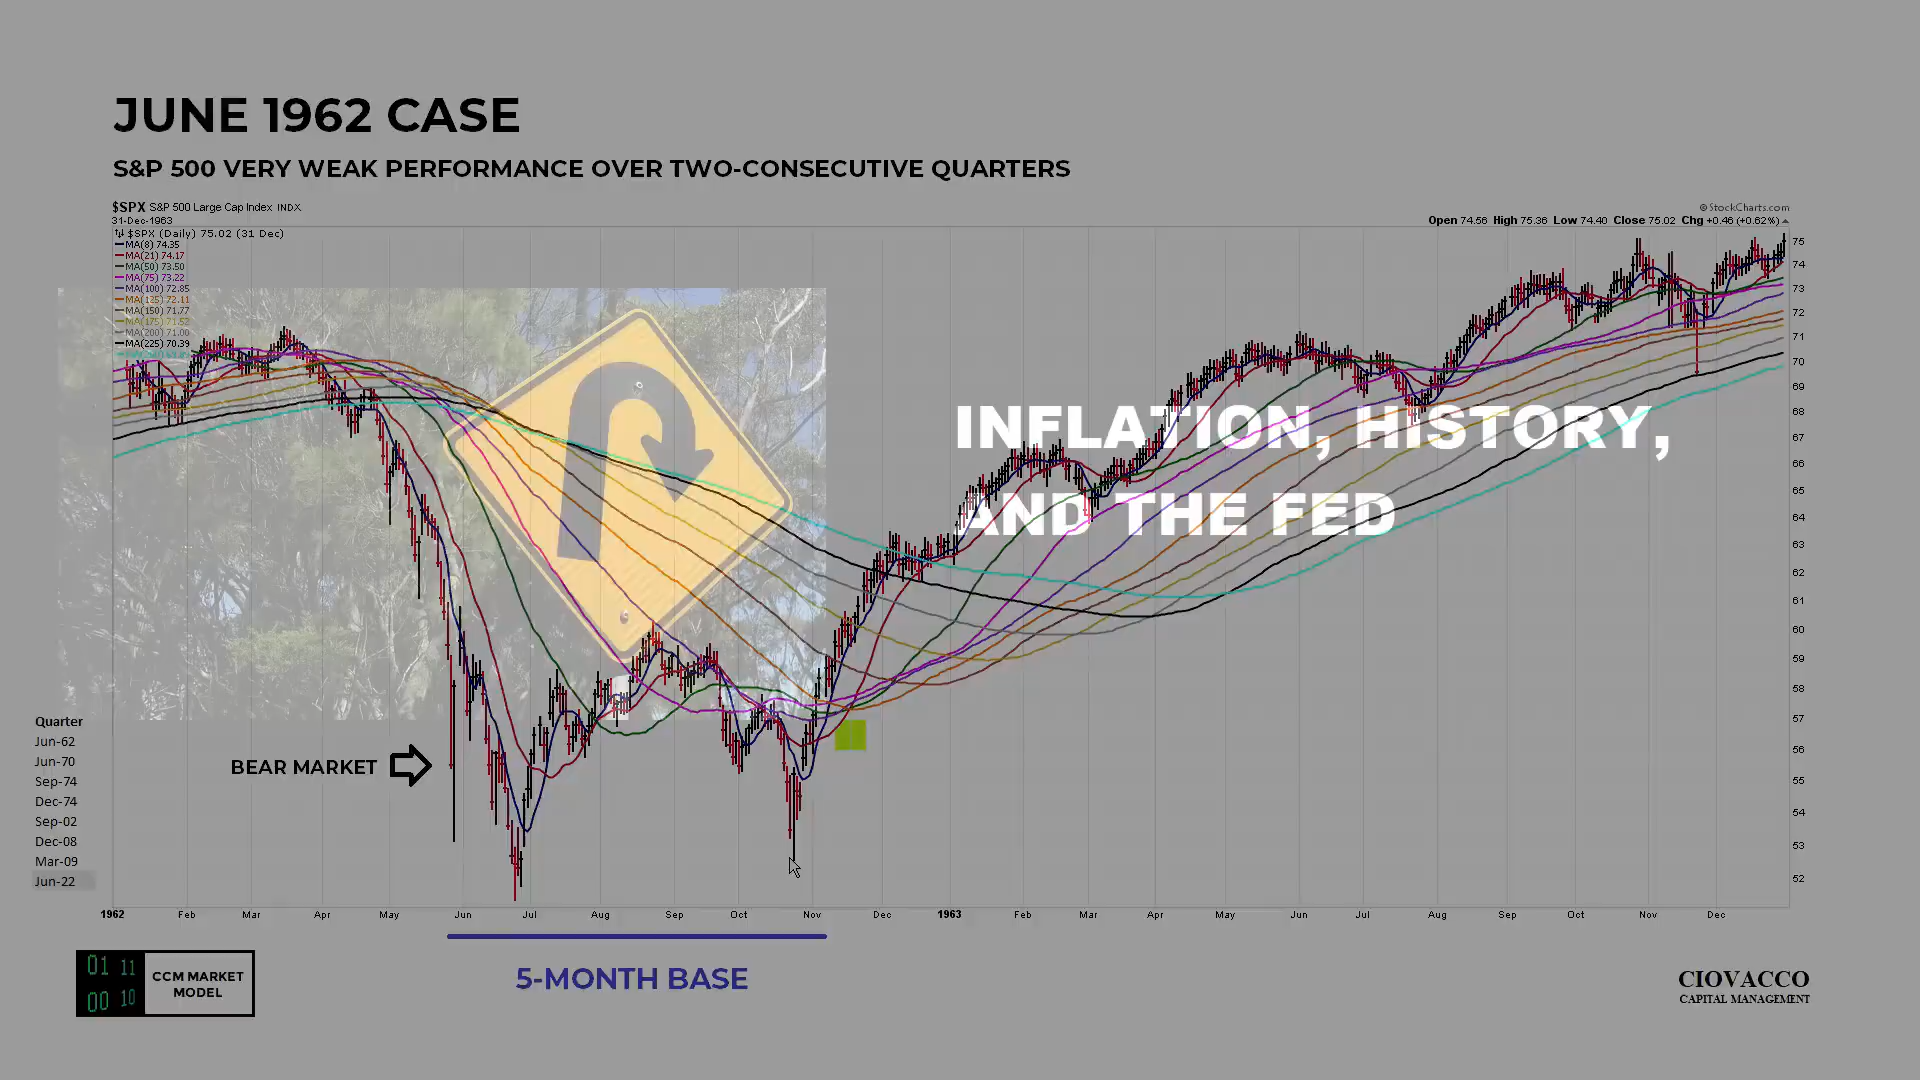 JUNE 1962 CASE
S&P 500 VERY WEAK PERFORMANCE OVER TWO-CONSECUTIVE QUARTERS
$SPX S&P 500 Large Cap Index INDX
© StockCharts.com
31-Dec-1963
Open 74.56 High 75.36 Low 74.40 Close 75.02 Chg +0.46 (+0.62%)
$SPX (Daily) 75.02 (31 Dec)
MA(8) 74.35
MA(21) 74.17
MA(50) 73.50
MA(75) 73.22
MA(100) 72.85
MA(125) 72.11
MA(150) 71.77
MA(175) 71.52
MA(200) 71.00
MA(225) 70.39
75
74
73
72
71
70
69
68
67
66
65
64
63
62
61
60
59
58
57
56
55
54
53
52
INFLATION, HISTORY,
AND THE FED
Quarter
Jun-62
Jun-70
Sep-74
Dec-74
Sep-02
Dec-08
Mar-09
Jun-22
BEAR MARKET
1962 Feb Mar Apr May Jun Jul Aug Sep Oct Nov Dec 1963 Feb Mar Apr May Jun Jul Aug Sep Oct Nov Dec
5-MONTH BASE
01 11
00 10
CCM MARKET
MODEL
CIOVACCO
CAPITAL MANAGEMENT